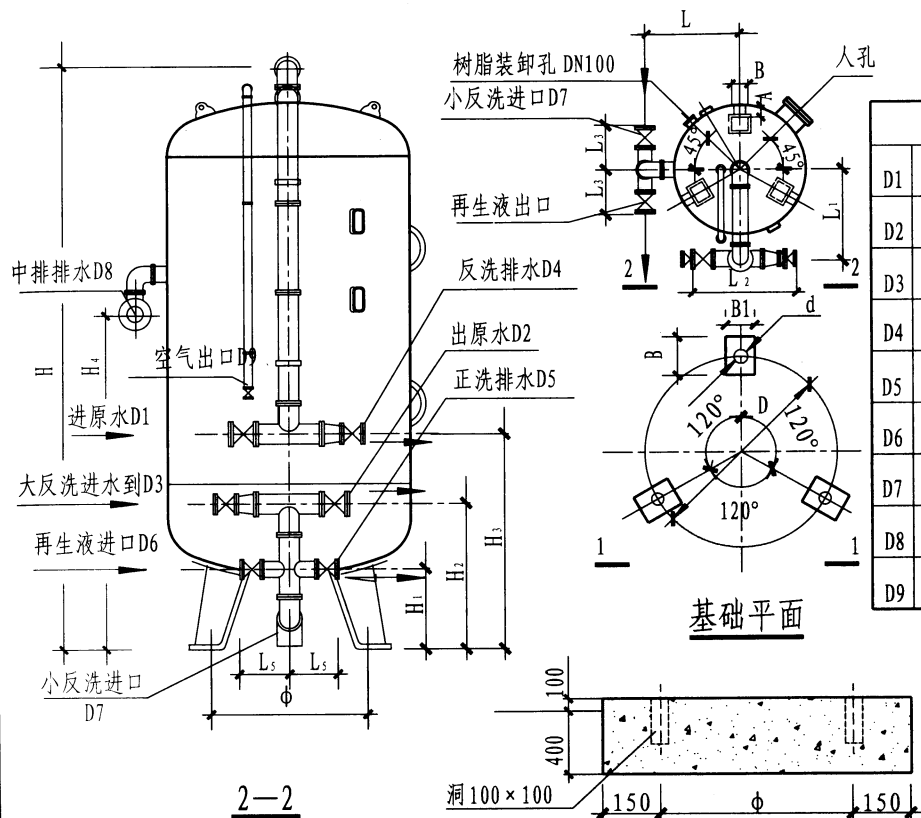 L
树脂装卸孔DN100
B
人孔
小反洗进口D7
A
L3
45°
45°
D1
L3
再生液出口
L1
D2
2
2
中排排水D8
反洗排水D4
L2
D3
B1
d
出原水D2
空气出口D9
B
D4
H
H4
正洗排水D5
D5
进原水D1
120°
D
120°
D6
大反洗进水到D3
120°
D7
再生液进口D6
H3
H2
H1
1
1
D8
基础平面
D9
L5
L5
小反洗进口
D7
φ
100
400
2—2
洞100×100
150
φ
150